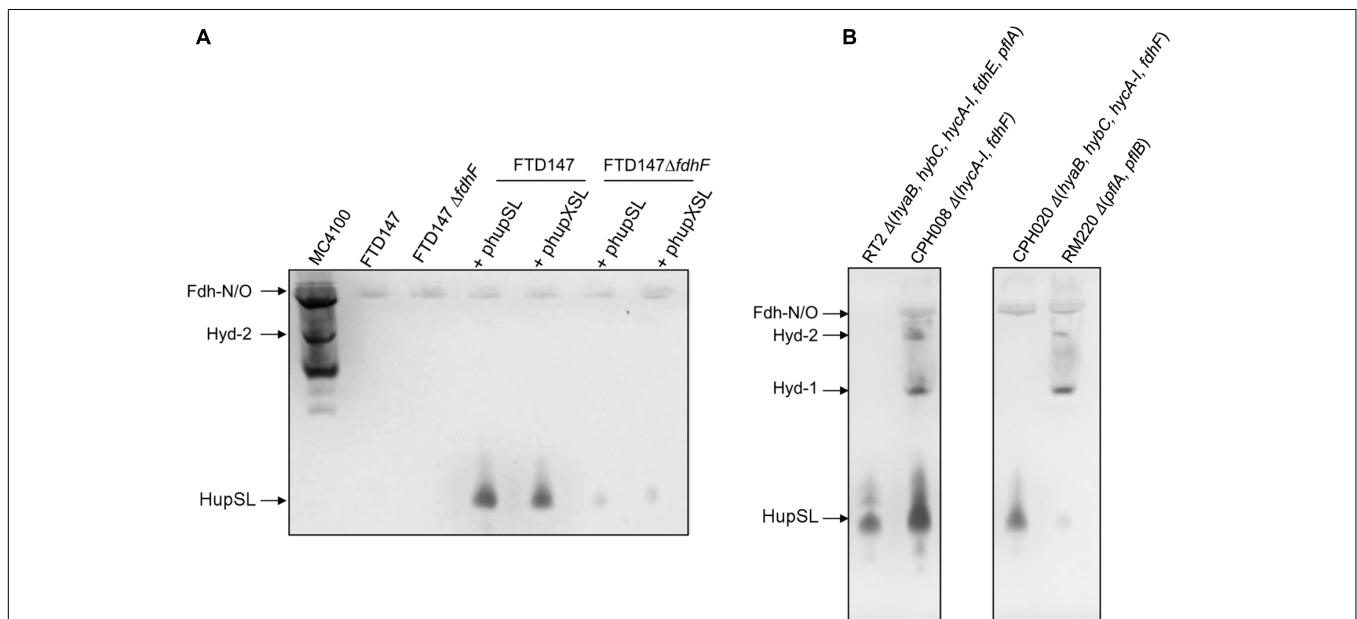 A
B
FTD147
FTD147ΔfdhF
MC4100
FTD147
FTD147 ΔfdhF
+ phupSL
+ phupXSL
+ phupSL
+ phupXSL
Fdh-N/O
Hyd-2
HupSL
RT2 Δ(hyaB, hybC, hycA-I, fdhE, pflA)
CPH008 Δ(hycA-I, fdhF)
CPH020 Δ(hyaB, hybC, hycA-I, fdhF)
RM220 Δ(pflA, pflB)
Fdh-N/O
Hyd-2
Hyd-1
HupSL